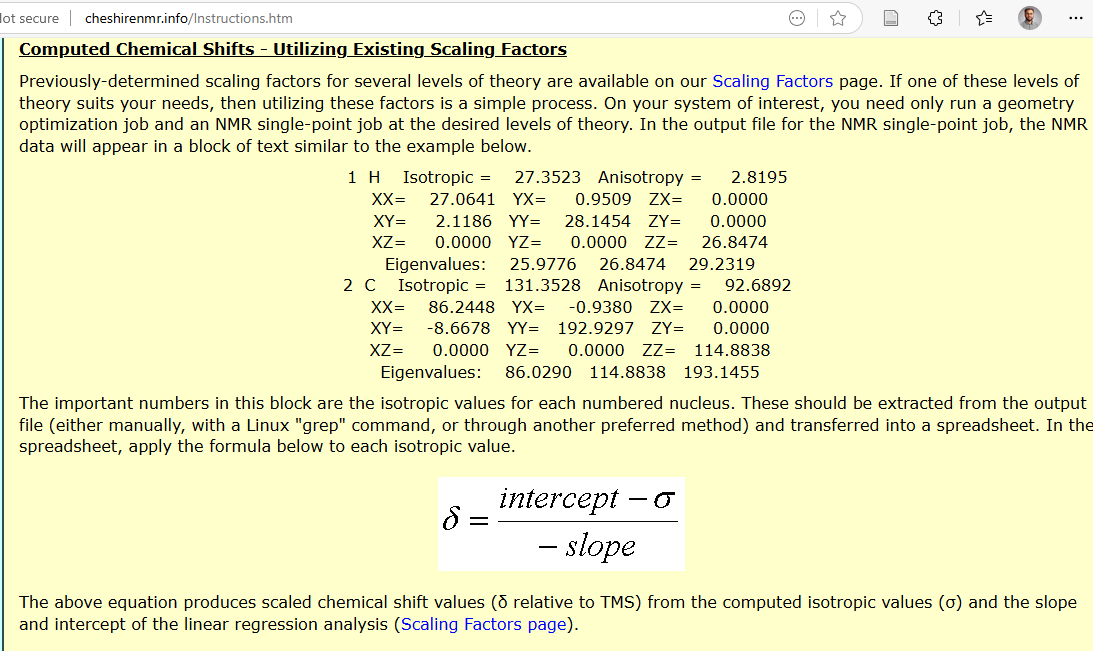 lot secure cheshirenmr.info/Instructions.htm
Computed Chemical Shifts - Utilizing Existing Scaling Factors
Previously-determined scaling factors for several levels of theory are available on our Scaling Factors page. If one of these levels of
theory suits your needs, then utilizing these factors is a simple process. On your system of interest, you need only run a geometry
optimization job and an NMR single-point job at the desired levels of theory. In the output file for the NMR single-point job, the NMR
data will appear in a block of text similar to the example below.
1 H Isotropic = 27.3523 Anisotropy = 2.8195
XX= 27.0641 YX= 0.9509 ZX= 0.0000
XY= 2.1186 YY= 28.1454 ZY= 0.0000
XZ= 0.0000 YZ= 0.0000 ZZ= 26.8474
Eigenvalues: 25.9776 26.8474 29.2319
2 C Isotropic = 131.3528 Anisotropy = 92.6892
XX= 86.2448 YX= -0.9380 ZX= 0.0000
XY= -8.6678 YY= 192.9297 ZY= 0.0000
XZ= 0.0000 YZ= 0.0000 ZZ= 114.8838
Eigenvalues: 86.0290 114.8838 193.1455
The important numbers in this block are the isotropic values for each numbered nucleus. These should be extracted from the output
file (either manually, with a Linux "grep" command, or through another preferred method) and transferred into a spreadsheet. In the
spreadsheet, apply the formula below to each isotropic value.
intercept − σ
δ =
− slope
The above equation produces scaled chemical shift values (δ relative to TMS) from the computed isotropic values (σ) and the slope
and intercept of the linear regression analysis (Scaling Factors page).